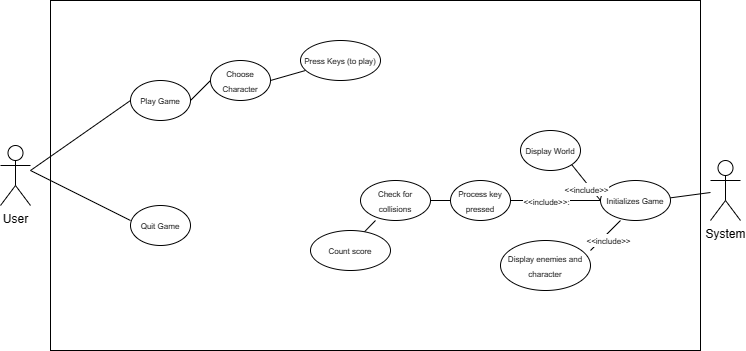 Press Keys (to play)
Choose
Character
Play Game
User
Quit Game
Display World
<<include>>
Check for
collisions
Process key
pressed
<<include>>:
Initializes Game
System
Count score
<<include>>
Display enemies and
character